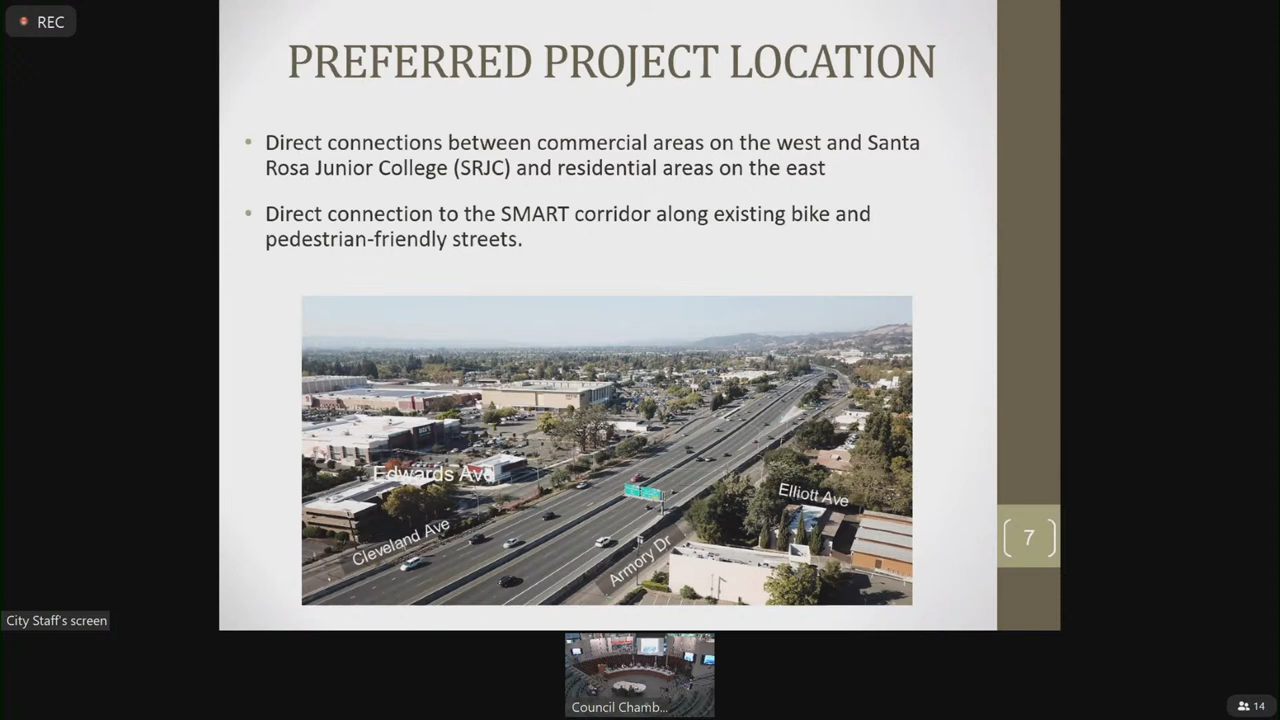 REC
PREFERRED PROJECT LOCATION
• Direct connections between commercial areas on the west and Santa
Rosa Junior College (SRJC) and residential areas on the east
• Direct connection to the SMART corridor along existing bike and
pedestrian-friendly streets.
Edwards Ave
Elliott Ave
Cleveland Ave
Armory Dr
7
City Staff's screen
Council Chamb...
14